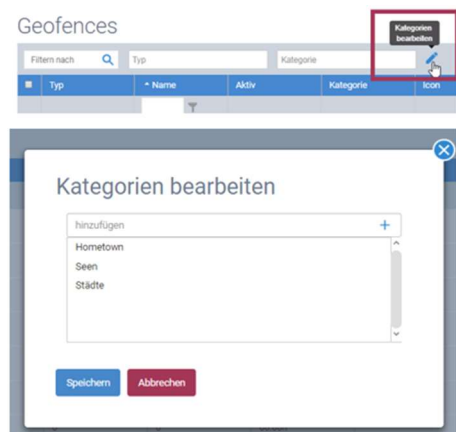 Geofences
Kategorien
bearbeiten
Filtern nach Typ Kategorie
Typ Name Aktiv Kategorie Icon
Kategorien bearbeiten
hinzufügen
Hometown
Seen
Städte
Speichern Abbrechen